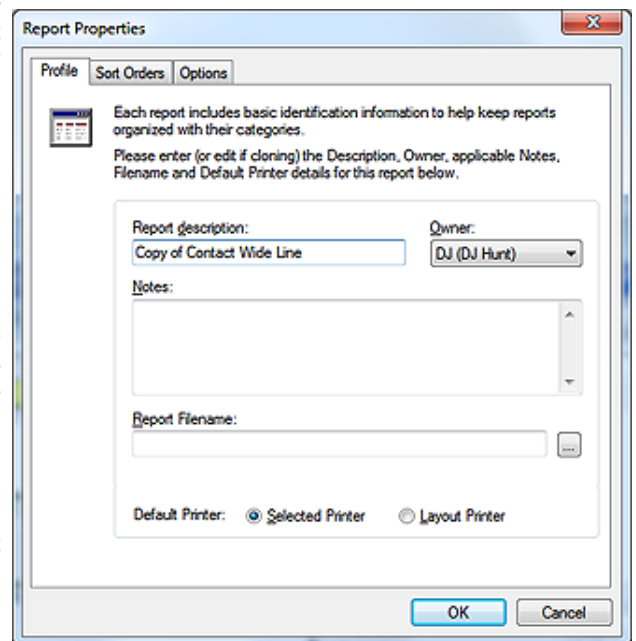 Report Properties
Profile Sort Orders Options
Each report includes basic identification information to help keep reports
organized with their categories.
Please enter (or edit if cloning) the Description, Owner, applicable Notes,
Filename and Default Printer details for this report below.
Report description: Owner:
Copy of Contact Wide Line DJ (DJ Hunt)
Notes:
Report Filename:
...
Default Printer: Selected Printer Layout Printer
OK Cancel